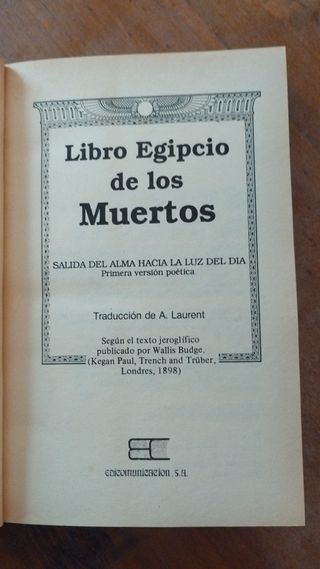 Libro Egipcio
de los
Muertos
SALIDA DEL ALMA HACIA LA LUZ DEL DIA
Primera versión poética
Traducción de A. Laurent
Según el texto jeroglífico
publicado por Wallis Budge.
(Kegan Paul, Trench and Trüber,
Londres, 1898)
EDICOMUNICACION, S.A.